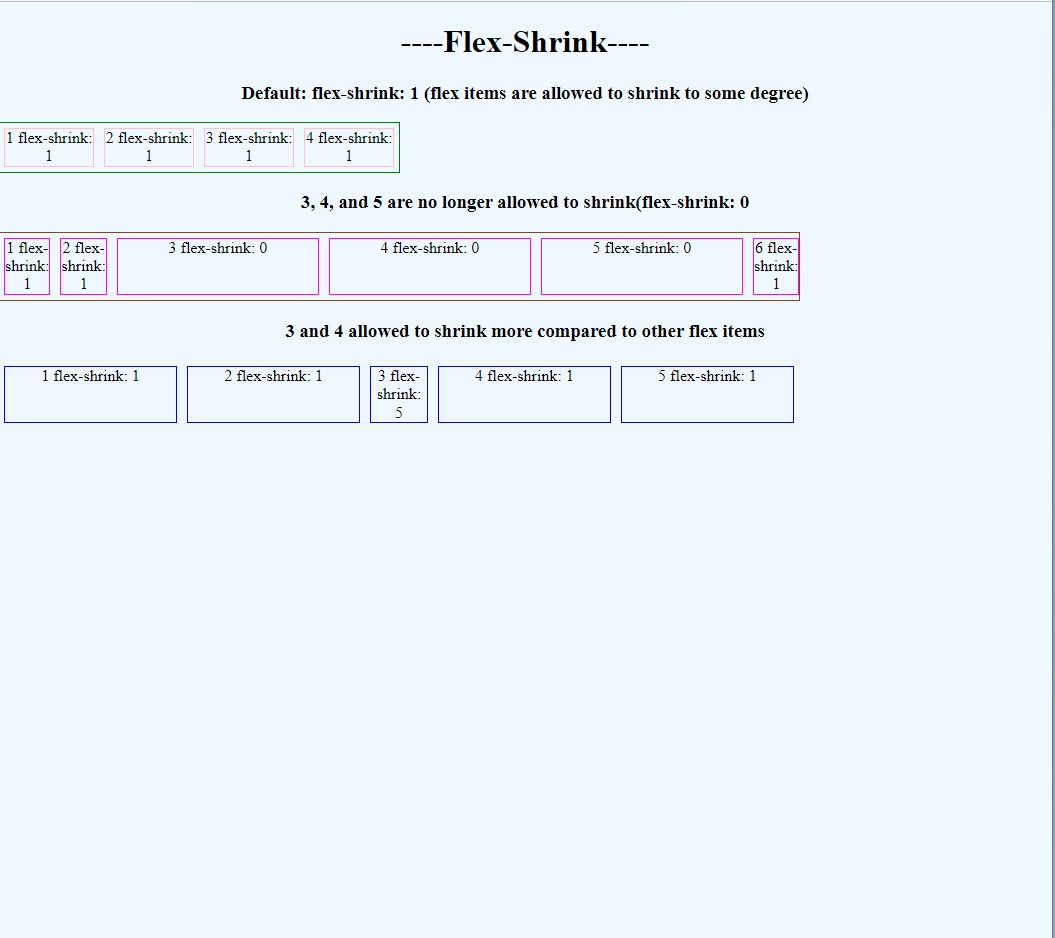 ----Flex-Shrink----
Default: flex-shrink: 1 (flex items are allowed to shrink to some degree)
1 flex-shrink:
1
2 flex-shrink:
1
3 flex-shrink:
1
4 flex-shrink:
1
3, 4, and 5 are no longer allowed to shrink(flex-shrink: 0
1 flex-
shrink:
1
2 flex-
shrink:
1
3 flex-shrink: 0
4 flex-shrink: 0
5 flex-shrink: 0
6 flex-
shrink:
1
3 and 4 allowed to shrink more compared to other flex items
1 flex-shrink: 1
2 flex-shrink: 1
3 flex-
shrink:
5
4 flex-shrink: 1
5 flex-shrink: 1